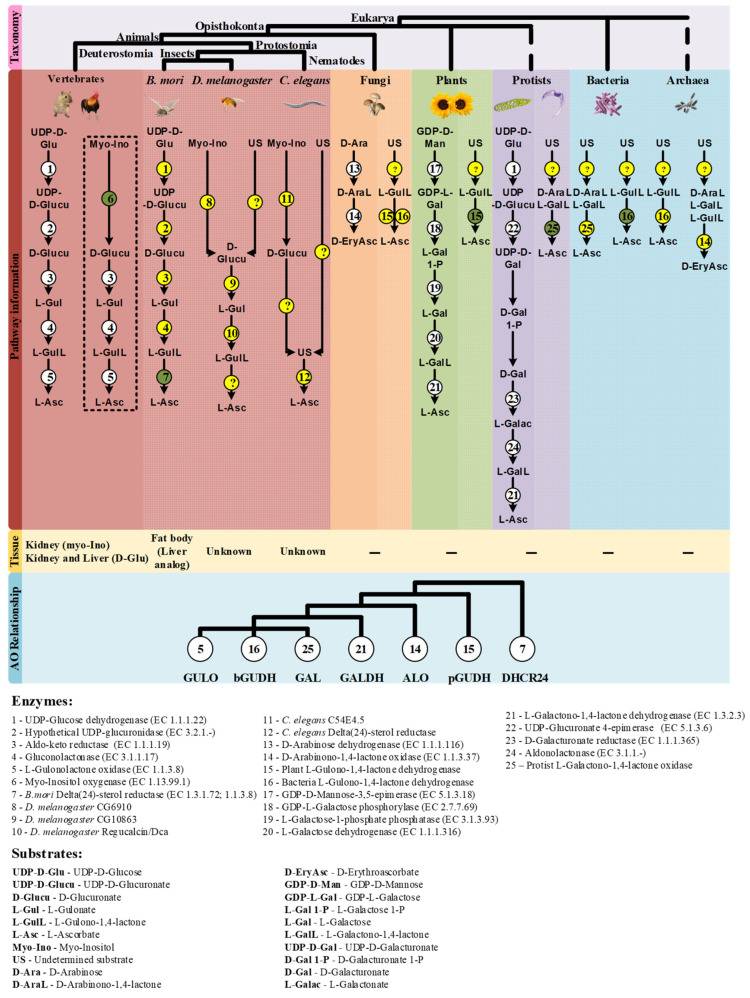 Taxonomy
Eukarya
Opisthokonta
Animals
Protostomia
Deuterostomia
Insects
Nematodes
Pathway information
Vertebrates
B. mori
D. melanogaster
C. elegans
Fungi
Plants
Protists
Bacteria
Archaea
UDP-D-
Glu
1
UDP-
D-Glucu
2
D-Glucu
3
L-Gul
4
L-GulL
5
L-Asc
Myo-Ino
6
D-Glucu
3
L-Gul
4
L-GulL
5
L-Asc
UDP-D-
Glu
1
UDP
-D-Glucu
2
D-Glucu
3
L-Gul
4
L-GulL
7
L-Asc
Myo-Ino
8
US
?
D-
Glucu
9
L-Gul
10
L-GulL
?
L-Asc
Myo-Ino
11
D-Glucu
?
US
?
US
12
L-Asc
D-Ara
13
D-AraL
14
D-EryAsc
US
?
L-GulL
15 16
L-Asc
GDP-D-
Man
17
GDP-L-
Gal
18
L-Gal
1-P
19
L-Gal
20
L-GalL
21
L-Asc
US
?
L-GulL
15
L-Asc
UDP-D-
Glu
1
UDP
-D-Glucu
22
UDP-D-
Gal
D-Gal
1-P
D-Gal
23
L-Galac
24
L-GalL
21
L-Asc
US
?
D-AraL
L-GalL
25
L-Asc
US
?
D-AraL
L-GalL
25
L-Asc
US
?
L-GulL
16
L-Asc
US
?
L-GulL
16
L-Asc
US
?
D-AraL
L-GalL
L-GulL
14
D-EryAsc
Tissue
Kidney (myo-Ino)
Kidney and Liver (D-Glu)
Fat body
(Liver
analog)
Unknown
Unknown
—
—
—
—
—
AO Relationship
5
16
25
21
14
15
7
GULO
bGUDH
GAL
GALDH
ALO
pGUDH
DHCR24
Enzymes:
1 - UDP-Glucose dehydrogenase (EC 1.1.1.22)
2 - Hypothetical UDP-glucuronidase (EC 3.2.1.-)
3 - Aldo-keto reductase (EC 1.1.1.19)
4 - Gluconolactonase (EC 3.1.1.17)
5 - L-Gulonolactone oxidase (EC 1.1.3.8)
6 - Myo-Inositol oxygenase (EC 1.13.99.1)
7 - B.mori Delta(24)-sterol reductase (EC 1.3.1.72; 1.1.3.8)
8 - D. melanogaster CG6910
9 - D. melanogaster CG10863
10 - D. melanogaster Regucalcin/Dca
11 - C. elegans C54E4.5
12 - C. elegans Delta(24)-sterol reductase
13 - D-Arabinose dehydrogenase (EC 1.1.1.116)
14 - D-Arabinono-1,4-lactone oxidase (EC 1.1.3.37)
15 - Plant L-Gulono-1,4-lactone dehydrogenase
16 - Bacteria L-Gulono-1,4-lactone dehydrogenase
17 - GDP-D-Mannose-3,5-epimerase (EC 5.1.3.18)
18 - GDP-L-Galactose phosphorylase (EC 2.7.7.69)
19 - L-Galactose-1-phosphate phosphatase (EC 3.1.3.93)
20 - L-Galactose dehydrogenase (EC 1.1.1.316)
21 - L-Galactono-1,4-lactone dehydrogenase (EC 1.3.2.3)
22 - UDP-Glucuronate 4-epimerase (EC 5.1.3.6)
23 - D-Galacturonate reductase (EC 1.1.1.365)
24 - Aldonolactonase (EC 3.1.1.-)
25 – Protist L-Galactono-1,4-lactone oxidase
Substrates:
UDP-D-Glu - UDP-D-Glucose
UDP-D-Glucu - UDP-D-Glucuronate
D-Glucu - D-Glucuronate
L-Gul - L-Gulonate
L-GulL - L-Gulono-1,4-lactone
L-Asc - L-Ascorbate
Myo-Ino - Myo-Inositol
US - Undetermined substrate
D-Ara - D-Arabinose
D-AraL - D-Arabinono-1,4-lactone
D-EryAsc - D-Erythroascorbate
GDP-D-Man - GDP-D-Mannose
GDP-L-Gal - GDP-L-Galactose
L-Gal 1-P - L-Galactose 1-P
L-Gal - L-Galactose
L-GalL - L-Galactono-1,4-lactone
UDP-D-Gal - UDP-D-Galacturonate
D-Gal 1-P - D-Galacturonate 1-P
D-Gal - D-Galacturonate
L-Galac - L-Galactonate